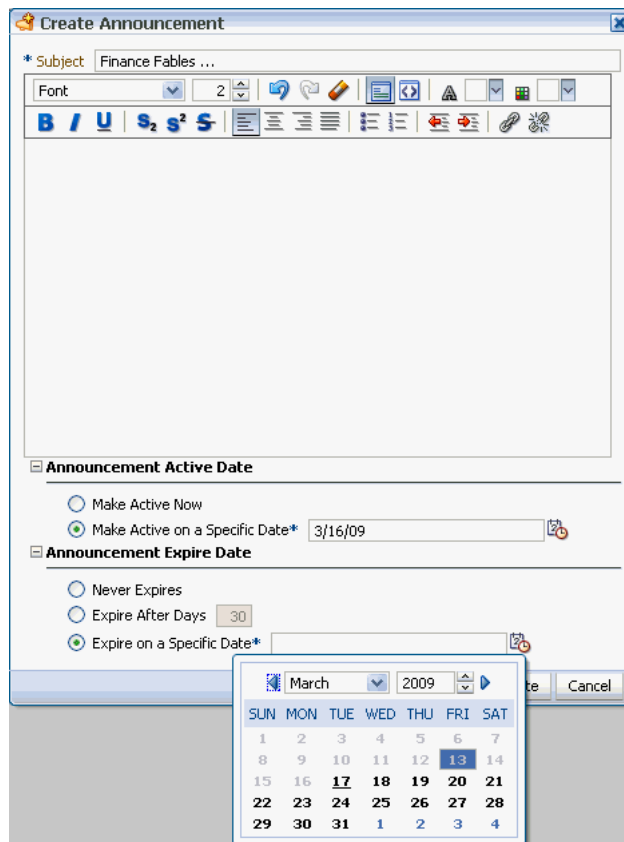 Create Announcement
* Subject Finance Fables ...
Font 2
B I U S2 S2 S
Announcement Active Date
Make Active Now
Make Active on a Specific Date* 3/16/09
Announcement Expire Date
Never Expires
Expire After Days 30
Expire on a Specific Date*
March 2009
Cancel
SUN MON TUE WED THU FRI SAT
1 2 3 4 5 6 7
8 9 10 11 12 13 14
15 16 17 18 19 20 21
22 23 24 25 26 27 28
29 30 31 1 2 3 4